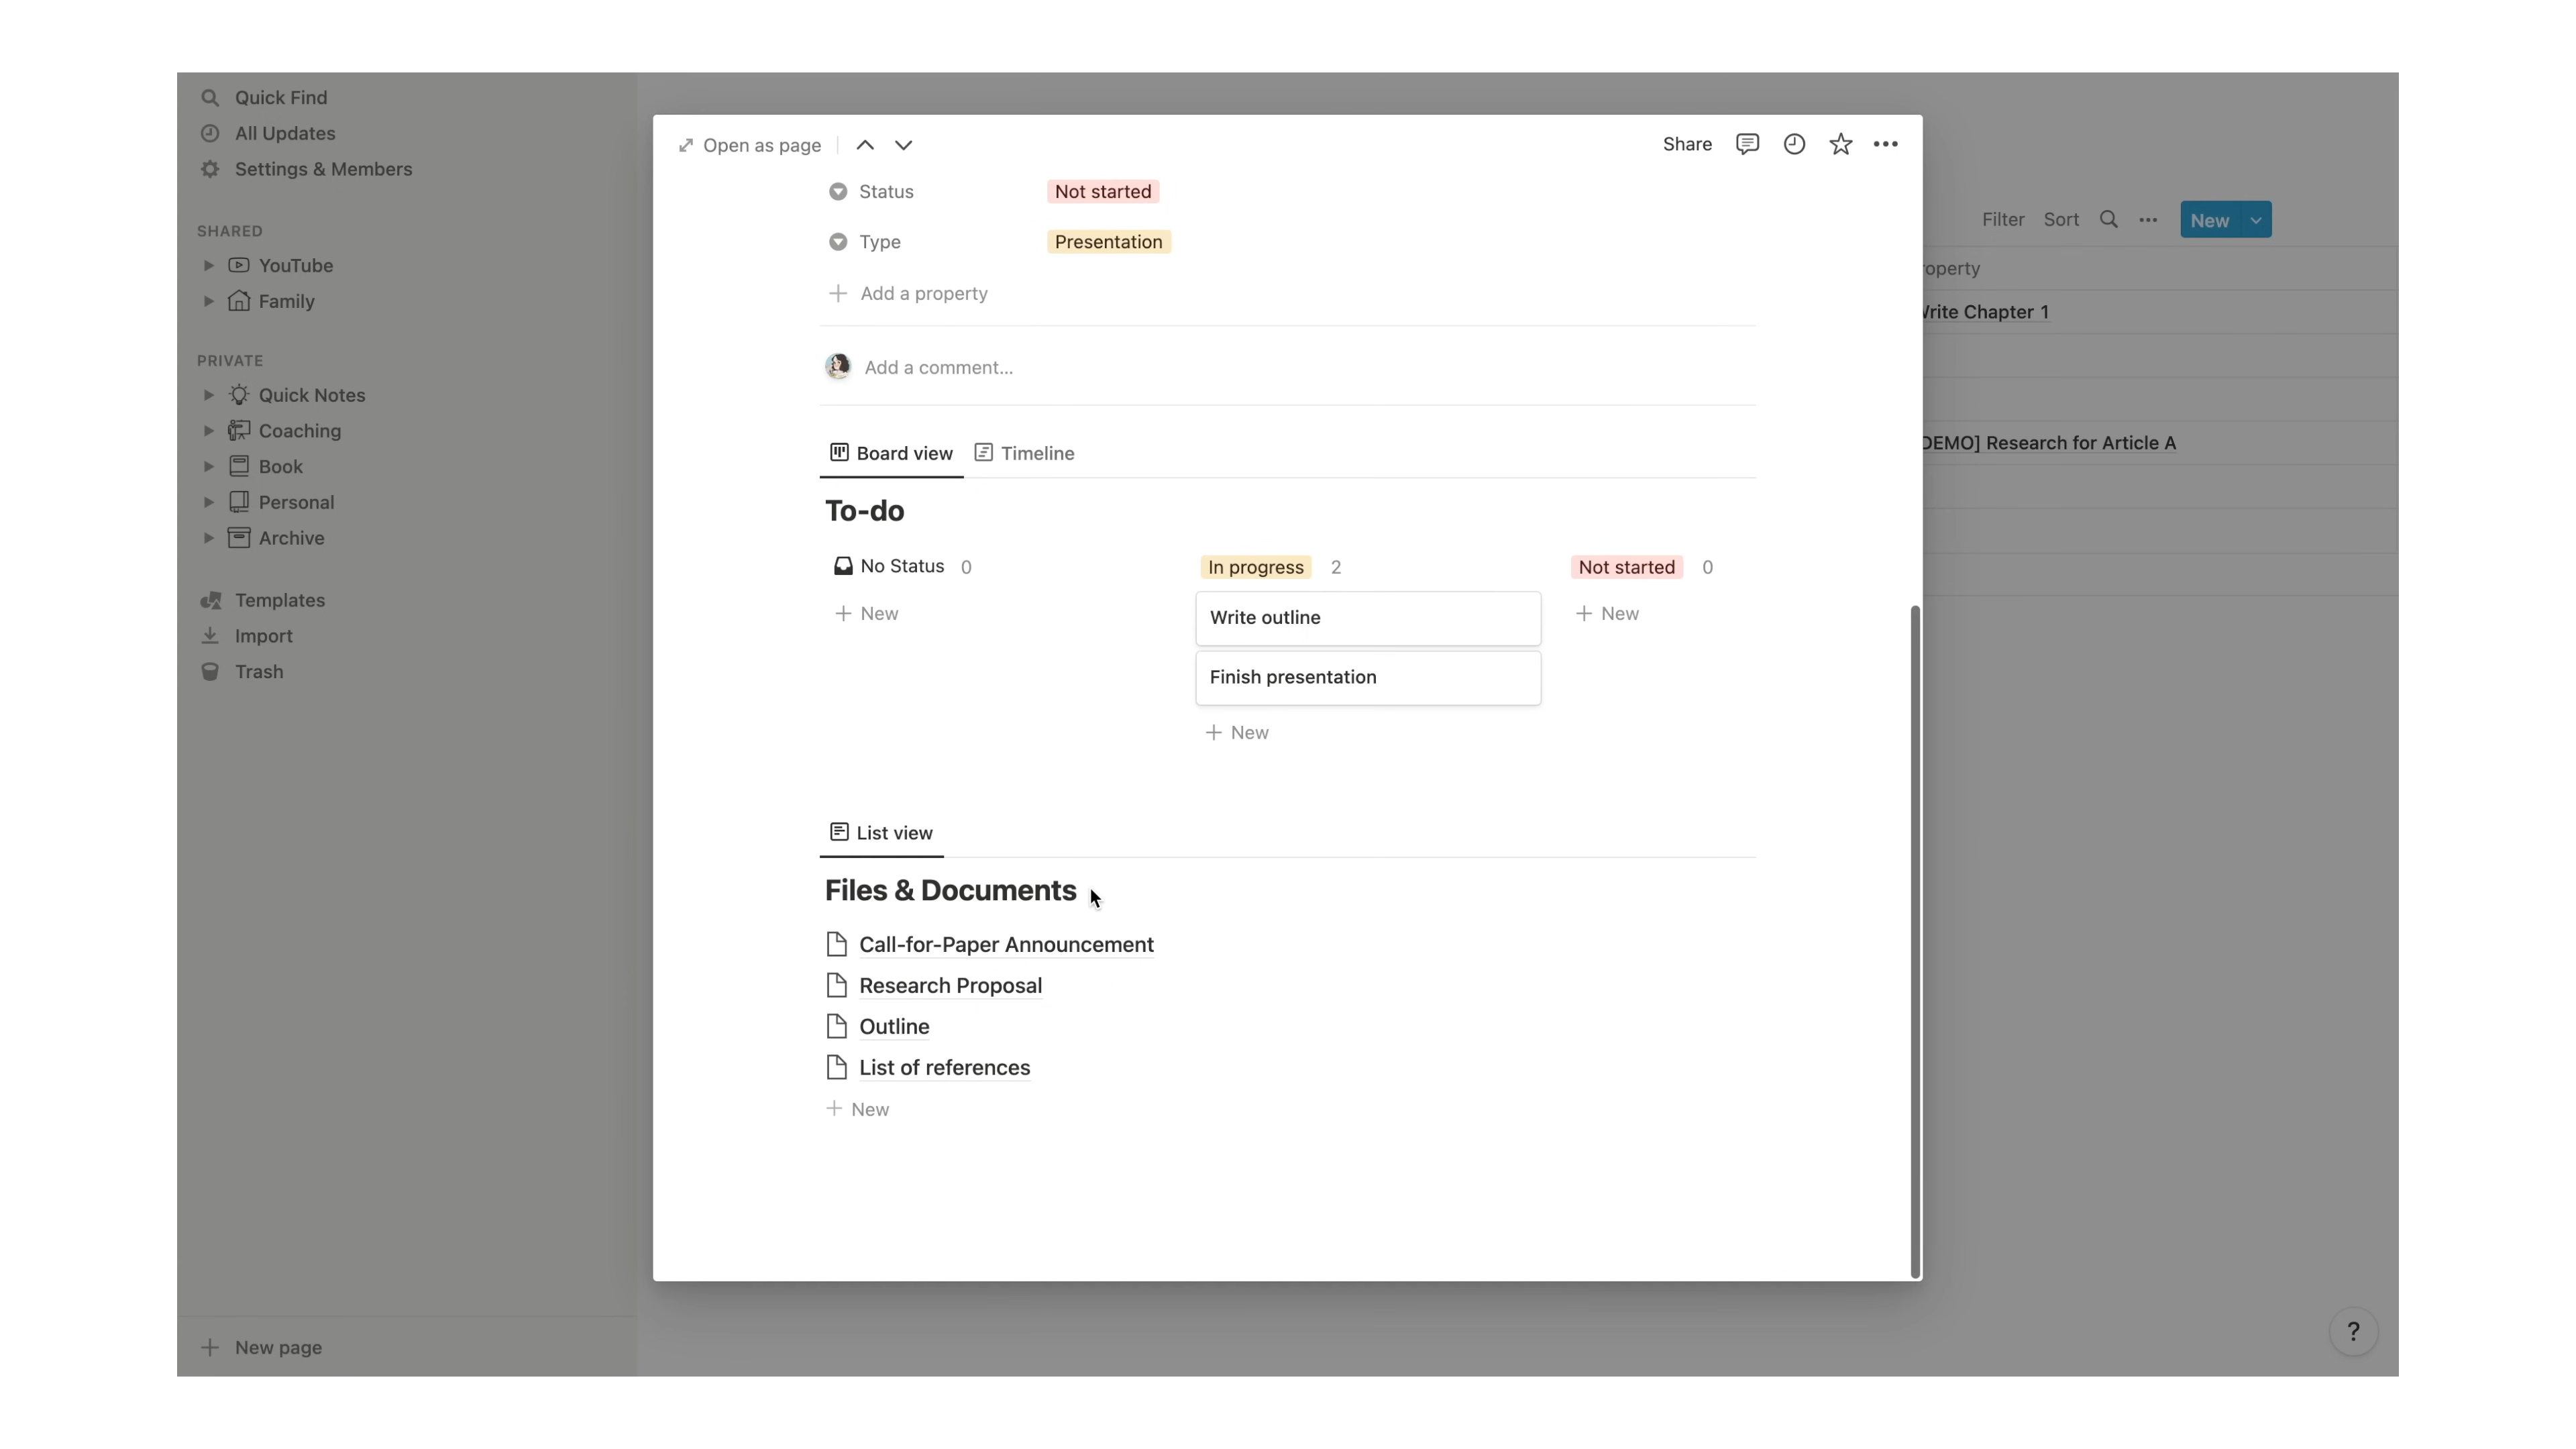 Quick Find
All Updates
Settings & Members
SHARED
YouTube
Family
PRIVATE
Quick Notes
Coaching
Book
Personal
Archive
Templates
Import
Trash
New page
Open as page
Share
Status Not started
Type Presentation
Add a property
Add a comment...
Board view Timeline
To-do
No Status 0 In progress 2 Not started 0
New Write outline New
Finish presentation
New
List view
Files & Documents
Call-for-Paper Announcement
Research Proposal
Outline
List of references
New
Filter Sort ••• New
operty
Write Chapter 1
DEMO] Research for Article A
?